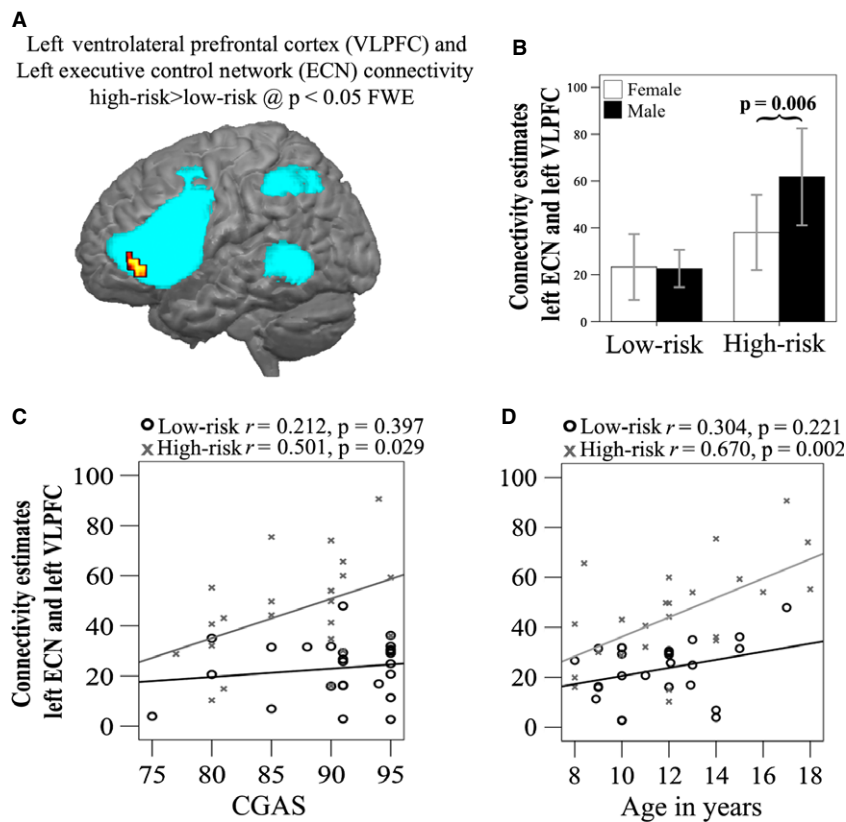 A
Left ventrolateral prefrontal cortex (VLPFC) and
Left executive control network (ECN) connectivity
high-risk>low-risk @ p < 0.05 FWE
B
Female
Male
p = 0.006
Connectivity estimates
left ECN and left VLPFC
100
80
60
40
20
0
Low-risk
High-risk
C
Low-risk r = 0.212, p = 0.397
High-risk r = 0.501, p = 0.029
Connectivity estimates
left ECN and left VLPFC
100
80
60
40
20
0
75 80 85 90 95
CGAS
D
Low-risk r = 0.304, p = 0.221
High-risk r = 0.670, p = 0.002
100
80
60
40
20
0
8 10 12 14 16 18
Age in years